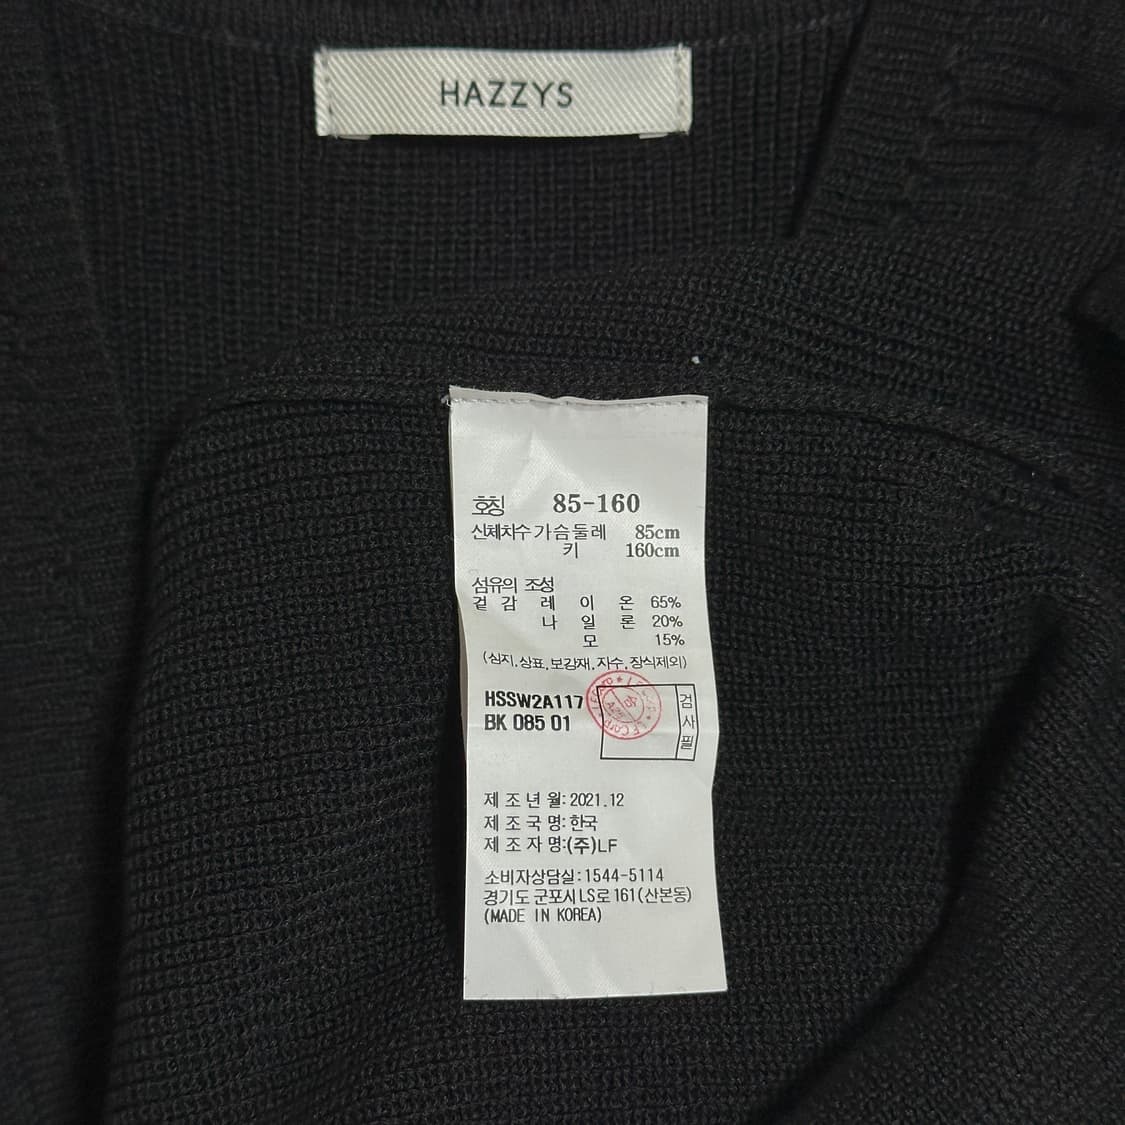 HAZZYS
호칭 85-160
신체치수 가슴둘레 85cm
키 160cm
섬유의 조성
겉감 레이온 65%
나일론 20%
모 15%
(심지,상표,보강재,자수,장식제외)
HSSW2A117
BK 085 01
검사필
제조년월:2021.12
제조국명:한국
제조자명:(주)LF
소비자상담실:1544-5114
경기도 군포시 LS로 161(산본동)
(MADE IN KOREA)